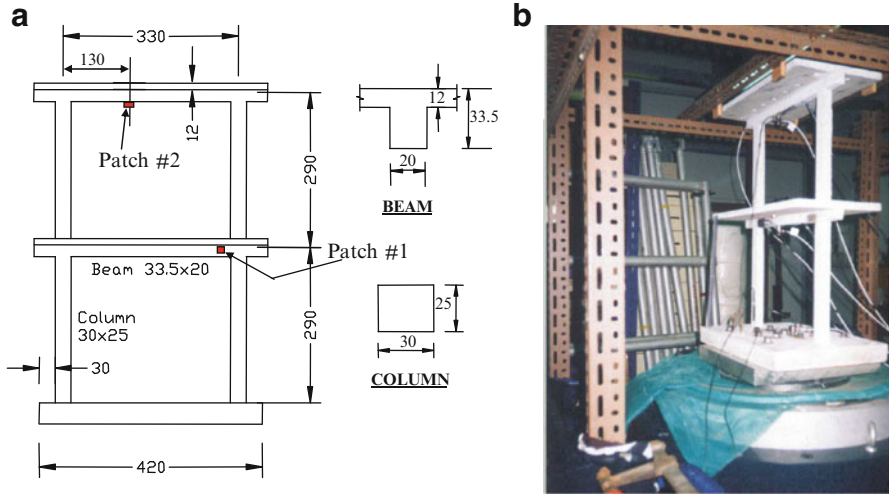 a
b
330
130
12
Patch #2
290
Patch #1
Beam 33.5x20
Column
30x25
290
30
420
12
33.5
20
BEAM
25
30
COLUMN